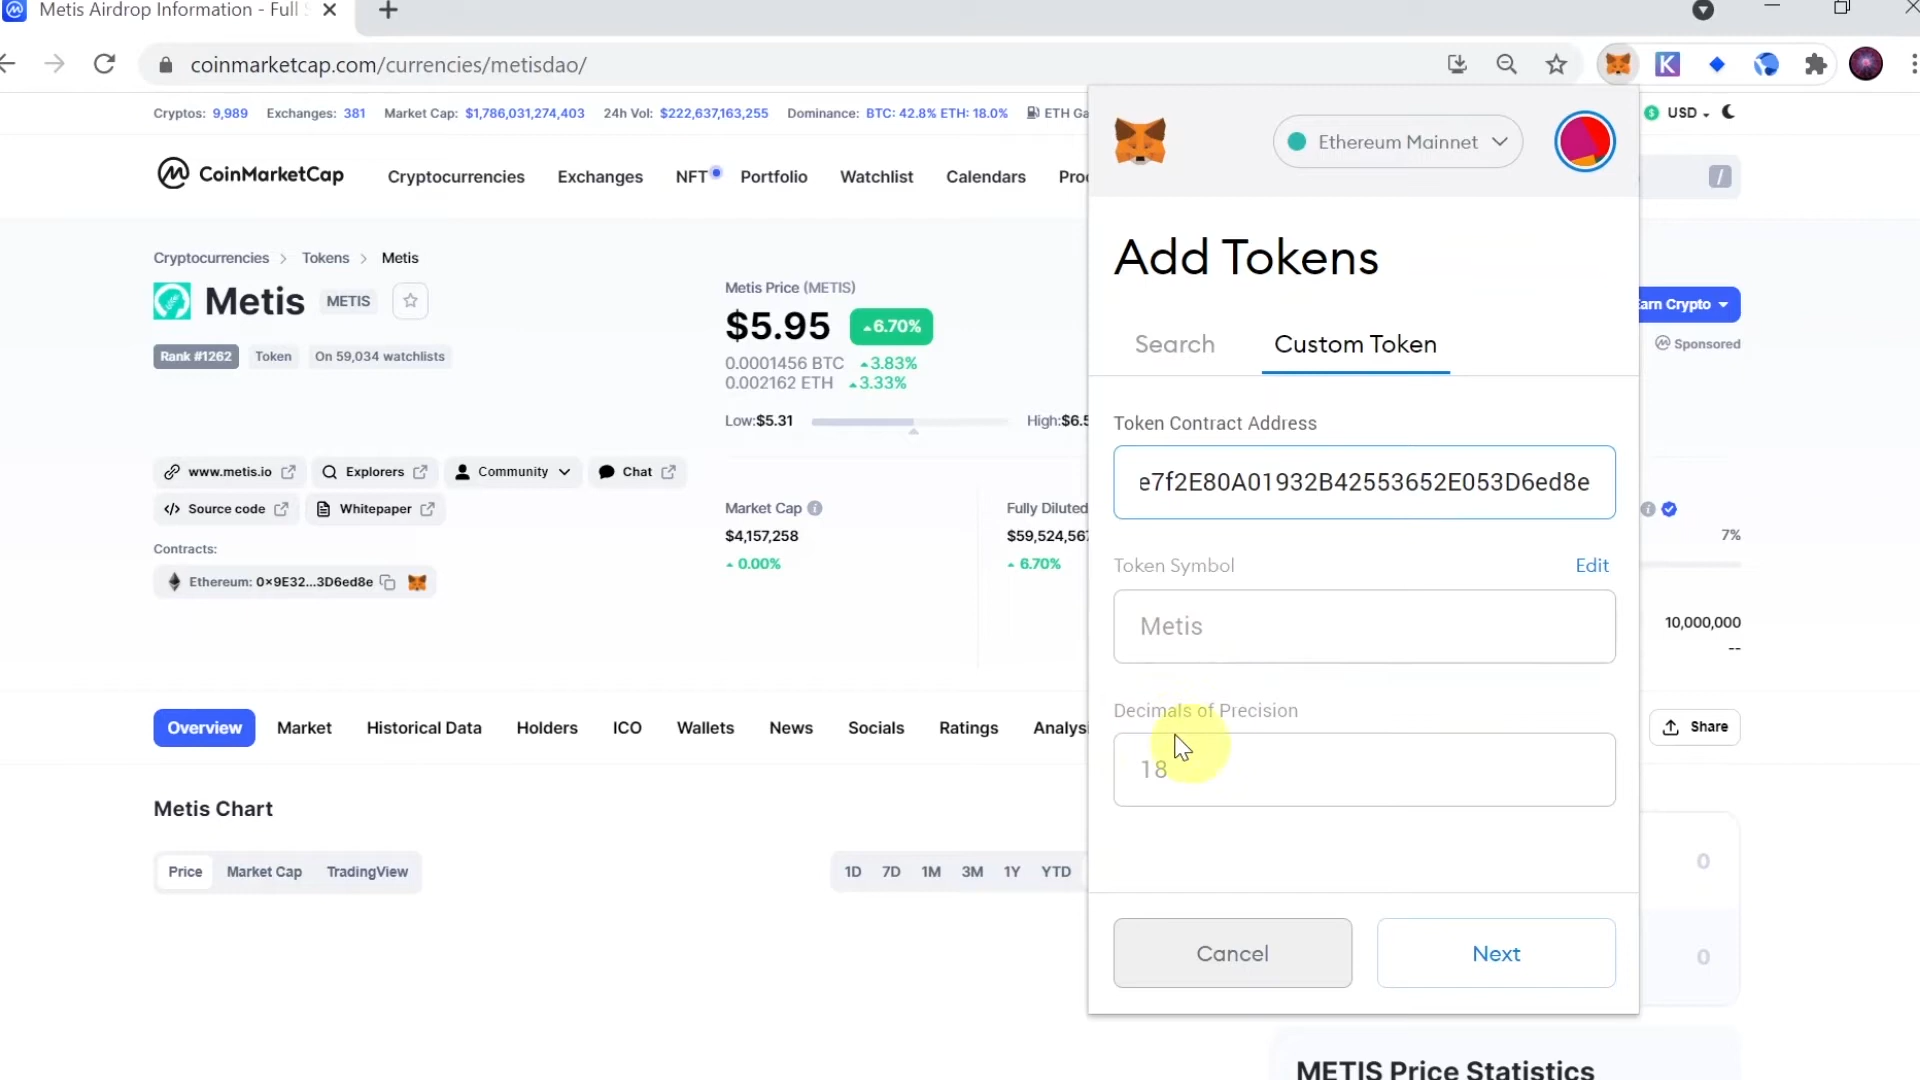 Metis Airdrop Information - Full
coinmarketcap.com/currencies/metisdao/
K
Cryptos: 9,989 Exchanges: 381 Market Cap: $1,786,031,274,403 24h Vol: $222,637,163,255 Dominance: BTC: 42.8% ETH: 18.0% ETH Ga
USD
CoinMarketCap
Cryptocurrencies Exchanges NFT Portfolio Watchlist Calendars Pro
/
Cryptocurrencies > Tokens > Metis
Metis METIS
Rank #1262 Token On 59,034 watchlists
www.metis.io Explorers Community Chat
Source code Whitepaper
Contracts:
Ethereum: 0×9E32...3D6ed8e
Metis Price (METIS)
$5.95 6.70%
0.0001456 BTC 3.83%
0.002162 ETH 3.33%
Low:$5.31 High:$6.5
Market Cap
$4,157,258
0.00%
Fully Diluted
$59,524,567
6.70%
Ethereum Mainnet
Add Tokens
Search Custom Token
Token Contract Address
e7f2E80A01932B42553652E053D6ed8e
Token Symbol Edit
Metis
Decimals of Precision
18
Cancel Next
Earn Crypto
Sponsored
7%
10,000,000
--
Overview Market Historical Data Holders ICO Wallets News Socials Ratings Analysi
Share
Metis Chart
Price Market Cap TradingView
1D 7D 1M 3M 1Y YTD
0
0
METIS Price Statistics